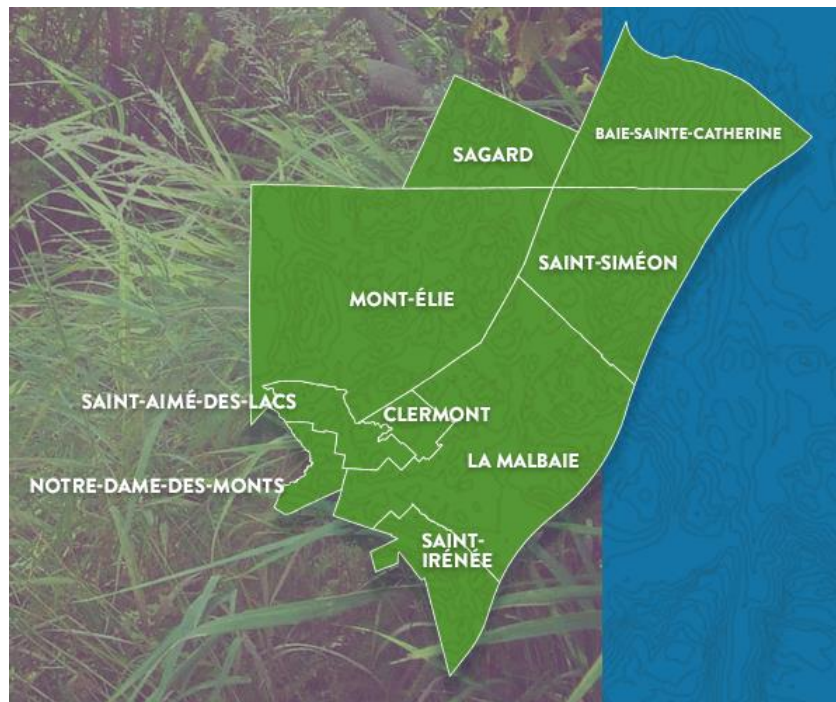 BAIE-SAINTE-CATHERINE
SAGARD
SAINT-SIMÉON
MONT-ÉLIE
SAINT-AIMÉ-DES-LACS
CLERMONT
LA MALBAIE
NOTRE-DAME-DES-MONTS
SAINT-
IRÉNÉE